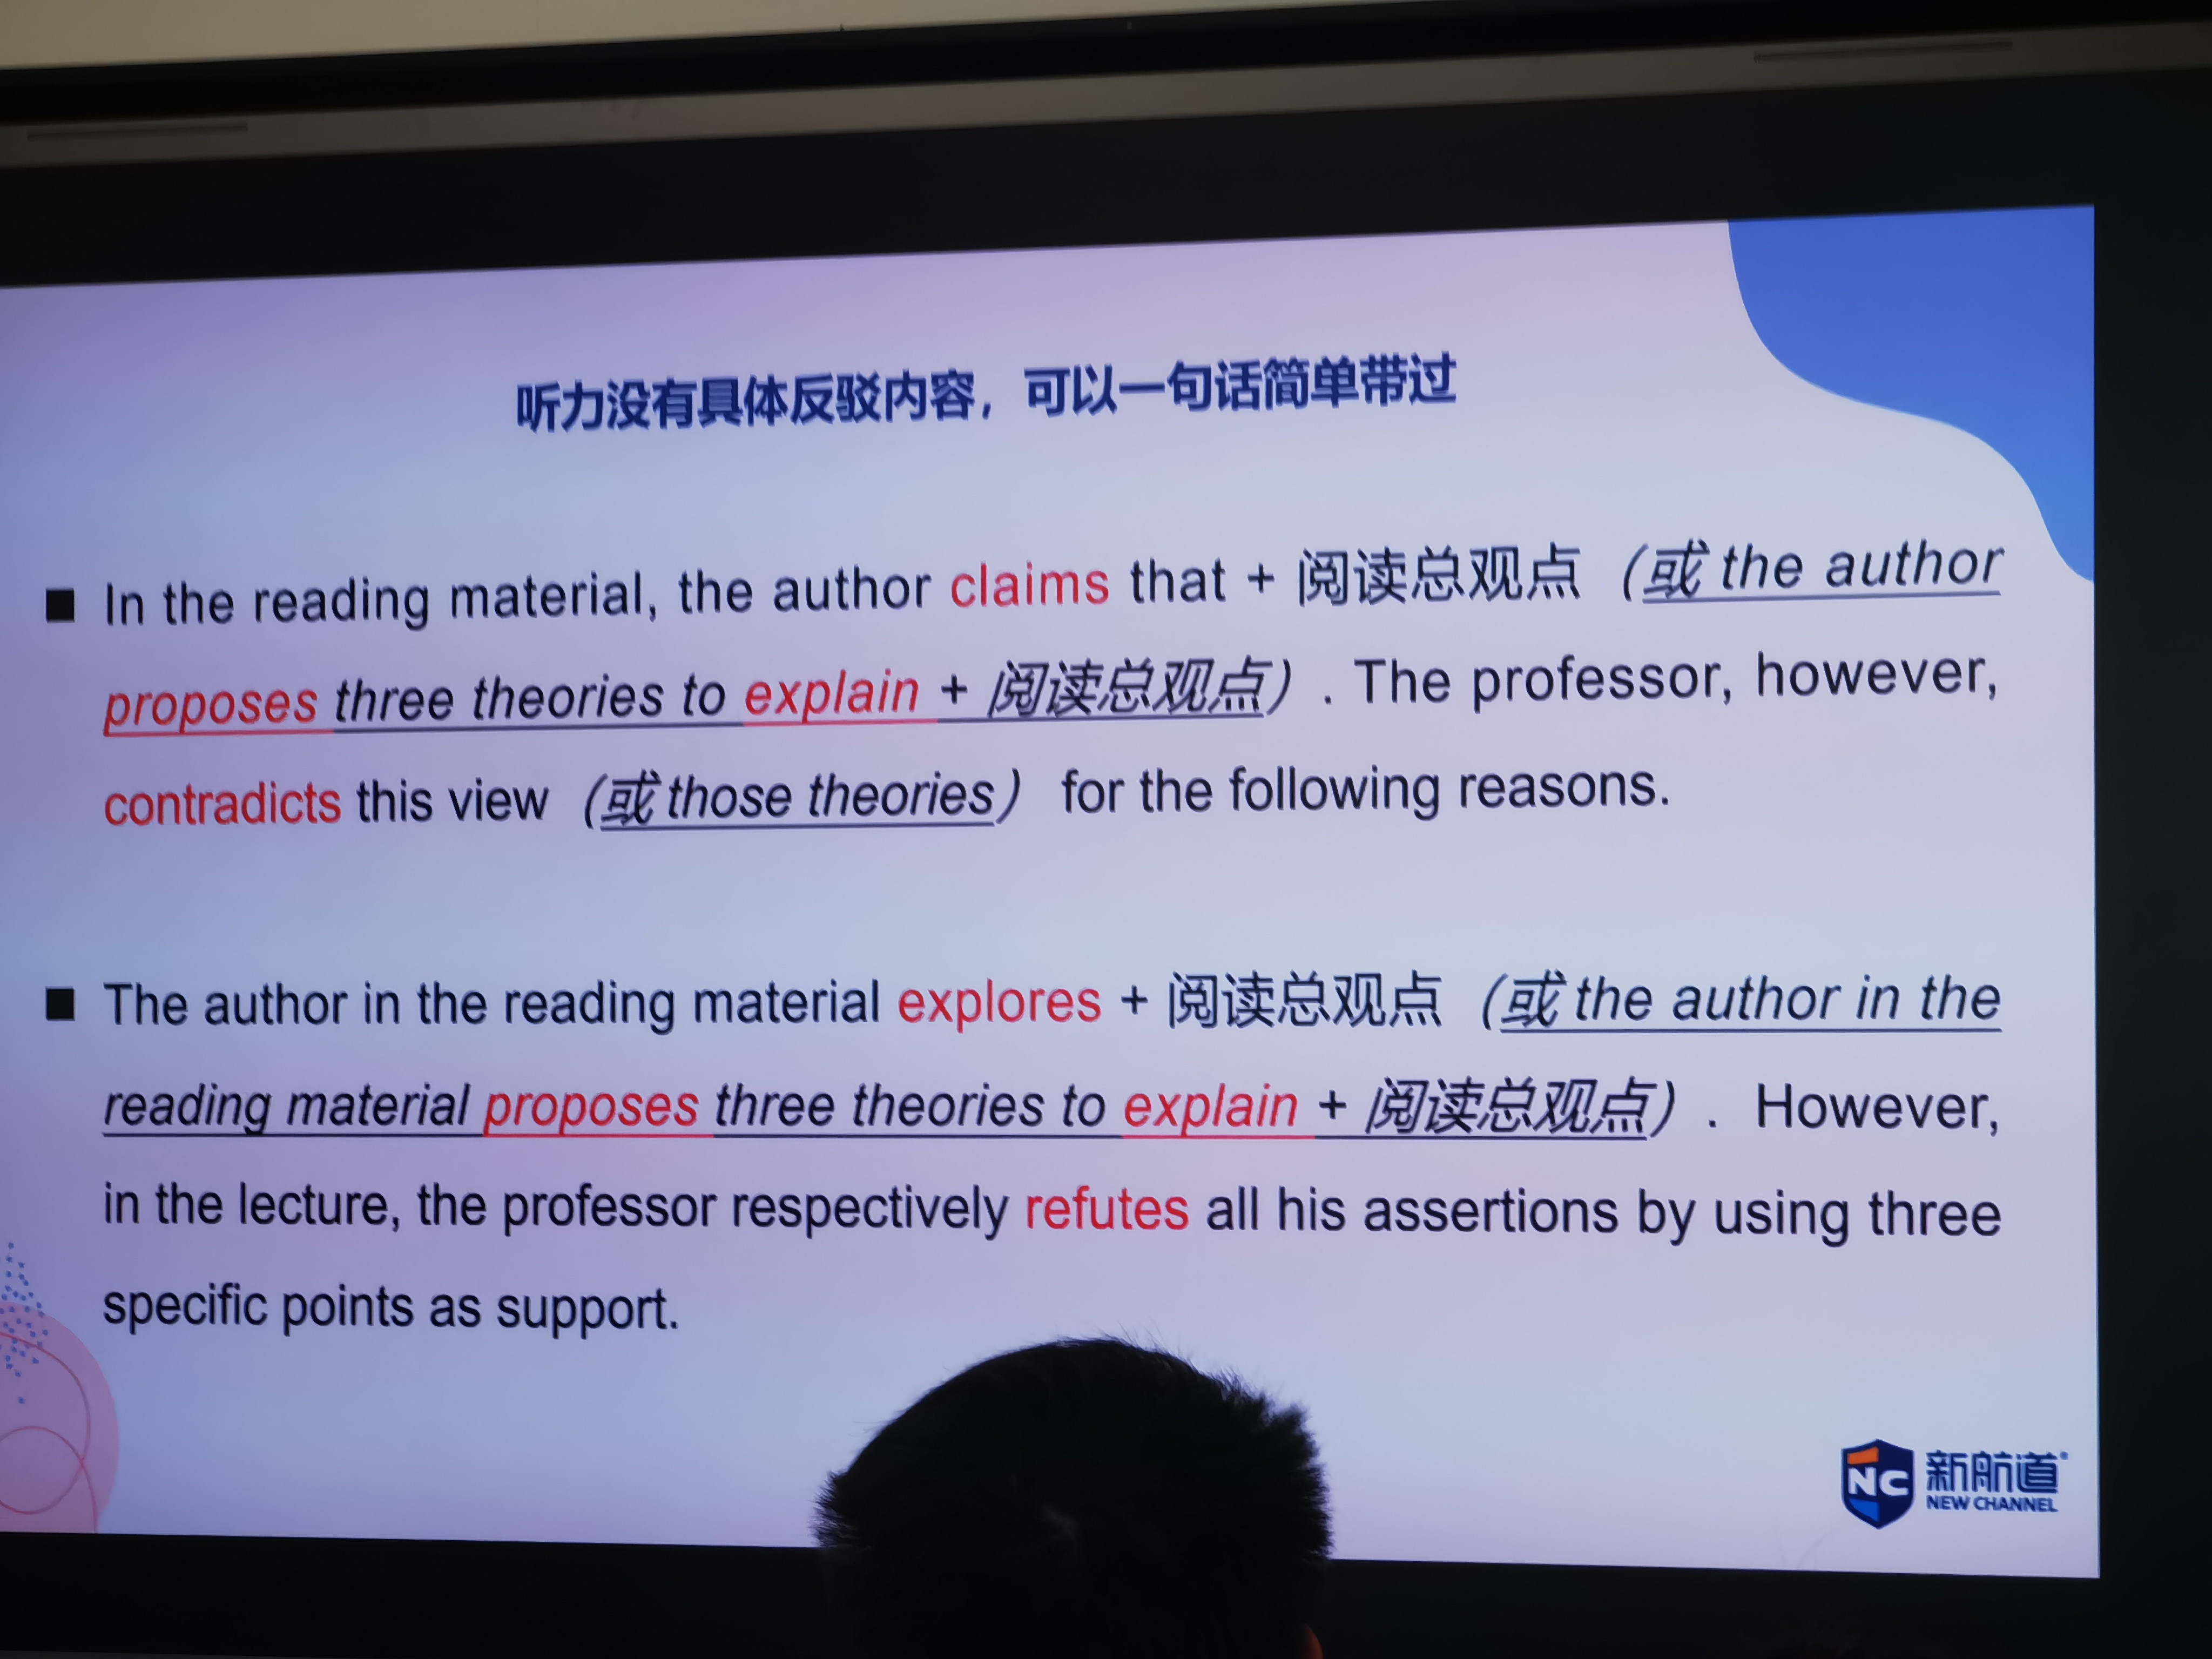 听力没有具体反驳内容，可以一句话简单带过
■ In the reading material, the author claims that + 阅读总观点（或 the author
proposes three theories to explain + 阅读总观点）. The professor, however,
contradicts this view（或 those theories） for the following reasons.
■ The author in the reading material explores + 阅读总观点（或 the author in the
reading material proposes three theories to explain + 阅读总观点）. However,
in the lecture, the professor respectively refutes all his assertions by using three
specific points as support.
NC 新航道®
NEW CHANNEL